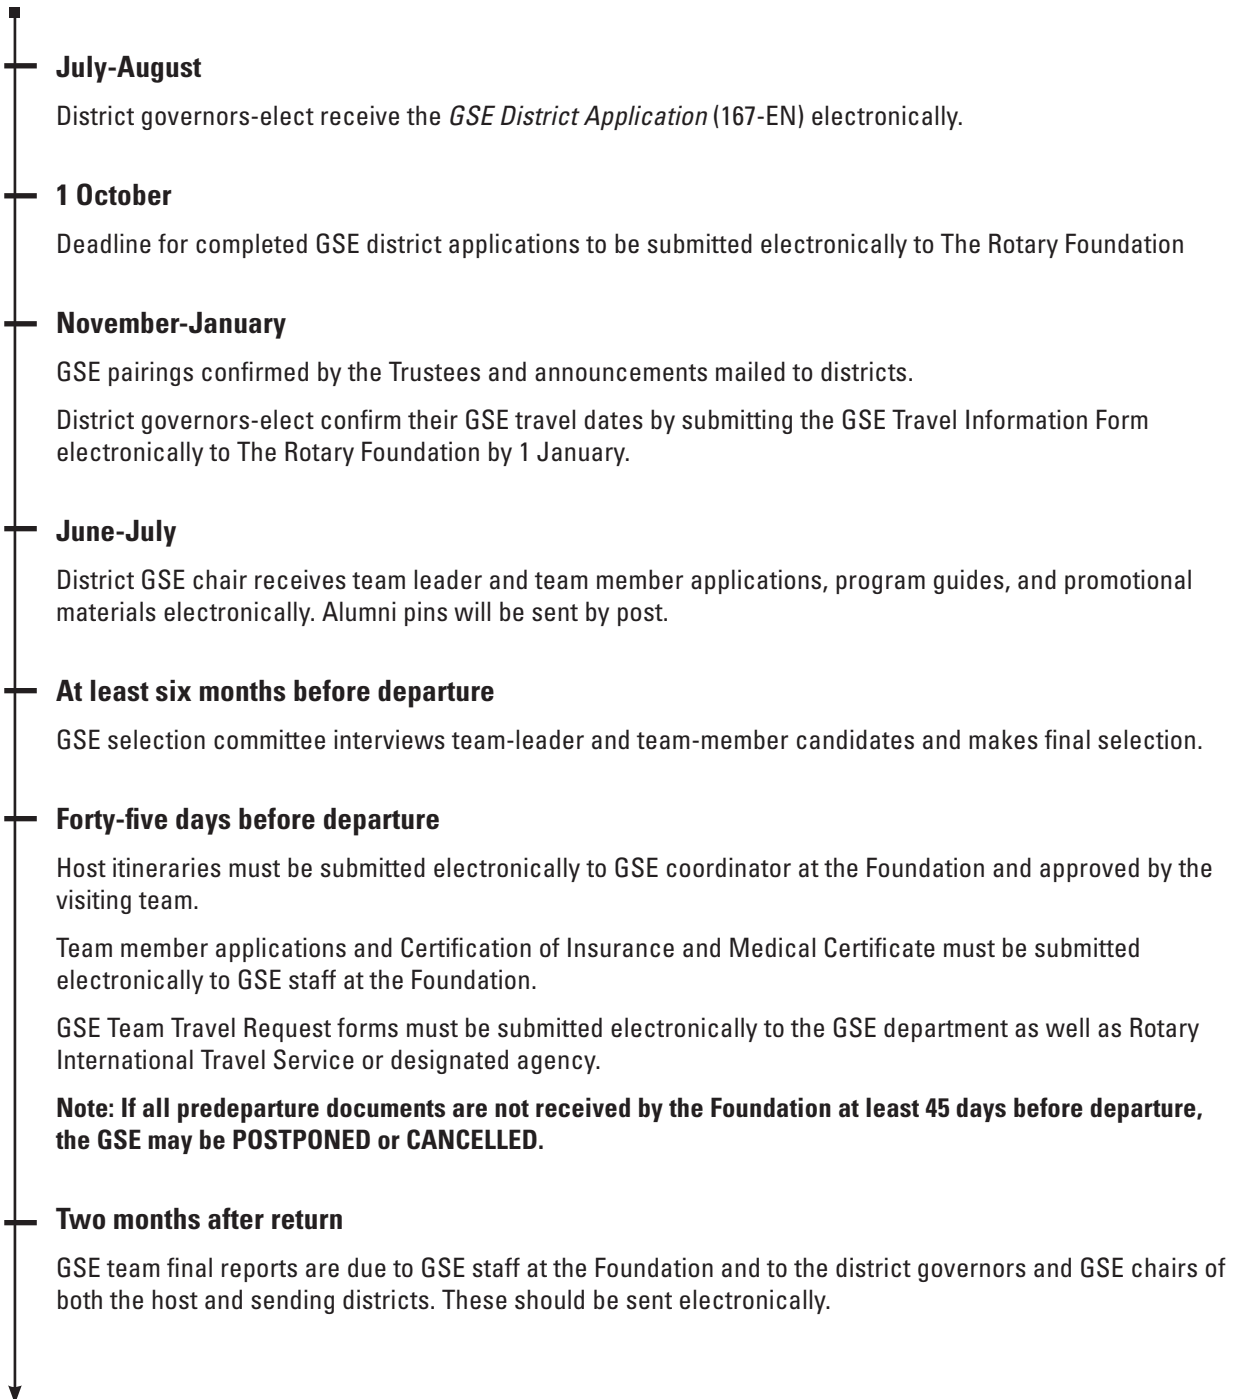 July-August
District governors-elect receive the GSE District Application (167-EN) electronically.
1 October
Deadline for completed GSE district applications to be submitted electronically to The Rotary Foundation
November-January
GSE pairings confirmed by the Trustees and announcements mailed to districts.
District governors-elect confirm their GSE travel dates by submitting the GSE Travel Information Form
electronically to The Rotary Foundation by 1 January.
June-July
District GSE chair receives team leader and team member applications, program guides, and promotional
materials electronically. Alumni pins will be sent by post.
At least six months before departure
GSE selection committee interviews team-leader and team-member candidates and makes final selection.
Forty-five days before departure
Host itineraries must be submitted electronically to GSE coordinator at the Foundation and approved by the
visiting team.
Team member applications and Certification of Insurance and Medical Certificate must be submitted
electronically to GSE staff at the Foundation.
GSE Team Travel Request forms must be submitted electronically to the GSE department as well as Rotary
International Travel Service or designated agency.
Note: If all predeparture documents are not received by the Foundation at least 45 days before departure,
the GSE may be POSTPONED or CANCELLED.
Two months after return
GSE team final reports are due to GSE staff at the Foundation and to the district governors and GSE chairs of
both the host and sending districts. These should be sent electronically.